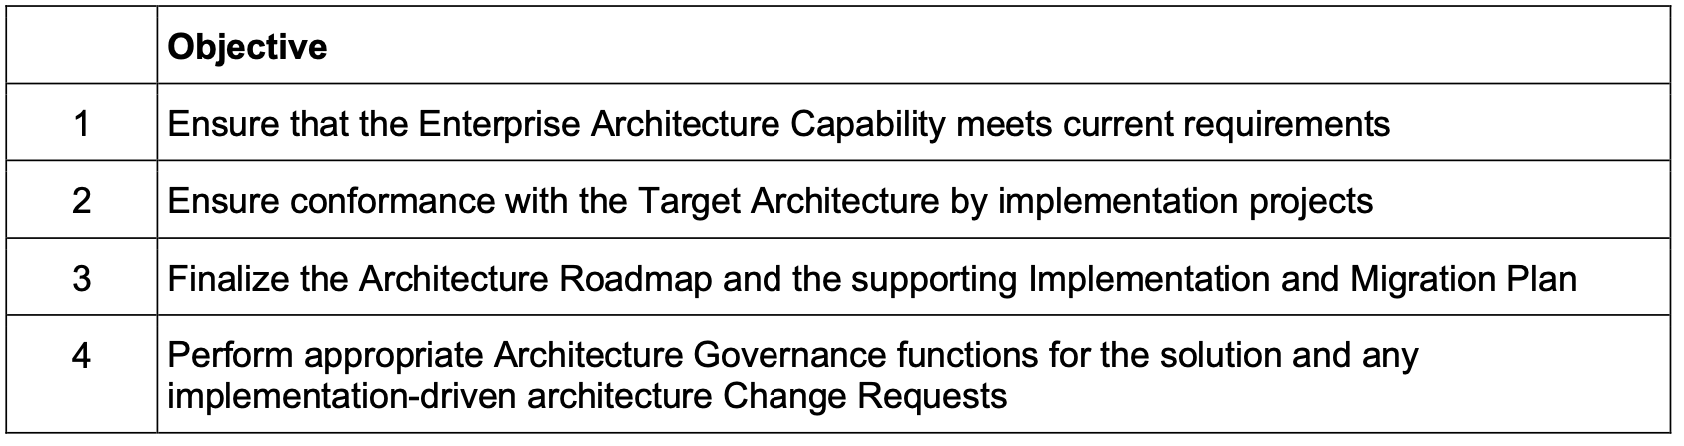 Objective
1 Ensure that the Enterprise Architecture Capability meets current requirements
2 Ensure conformance with the Target Architecture by implementation projects
3 Finalize the Architecture Roadmap and the supporting Implementation and Migration Plan
4 Perform appropriate Architecture Governance functions for the solution and any
implementation-driven architecture Change Requests